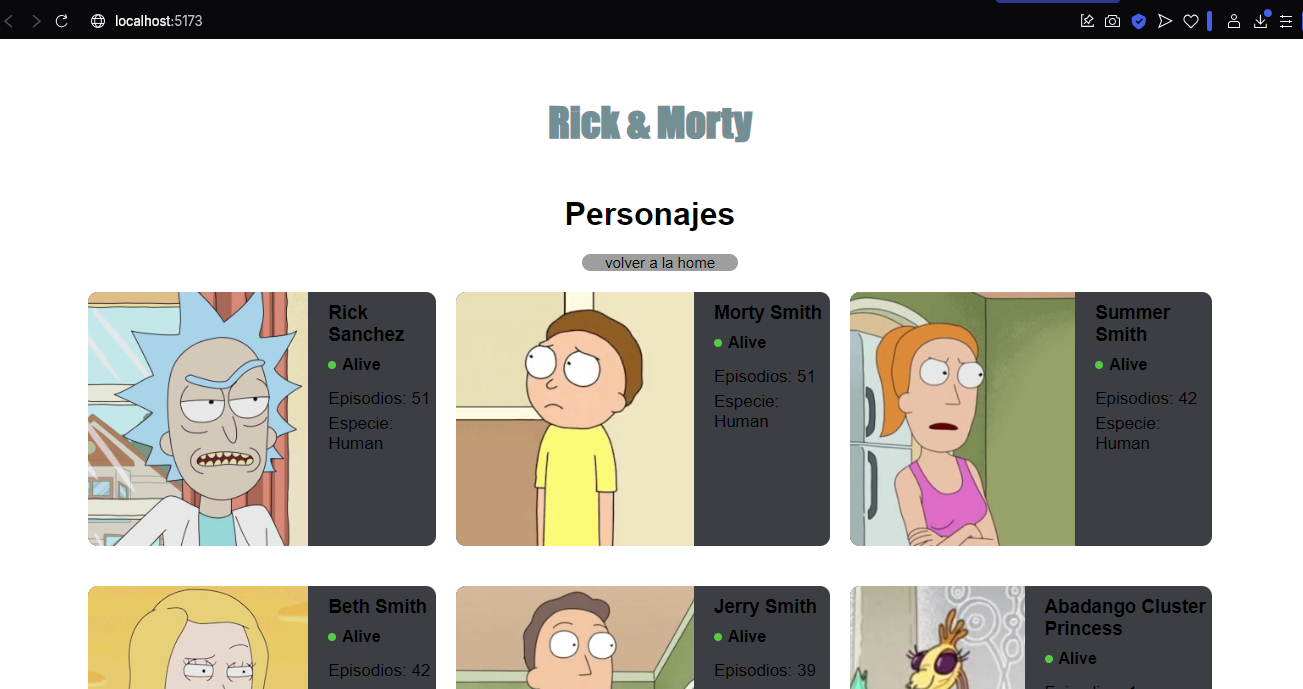 localhost:5173
Rick & Morty
Personajes
volver a la home
Rick
Sanchez
Alive
Episodios: 51
Especie:
Human
Morty Smith
Alive
Episodios: 51
Especie:
Human
Summer
Smith
Alive
Episodios: 42
Especie:
Human
Beth Smith
Alive
Episodios: 42
Jerry Smith
Alive
Episodios: 39
Abadango Cluster
Princess
Alive